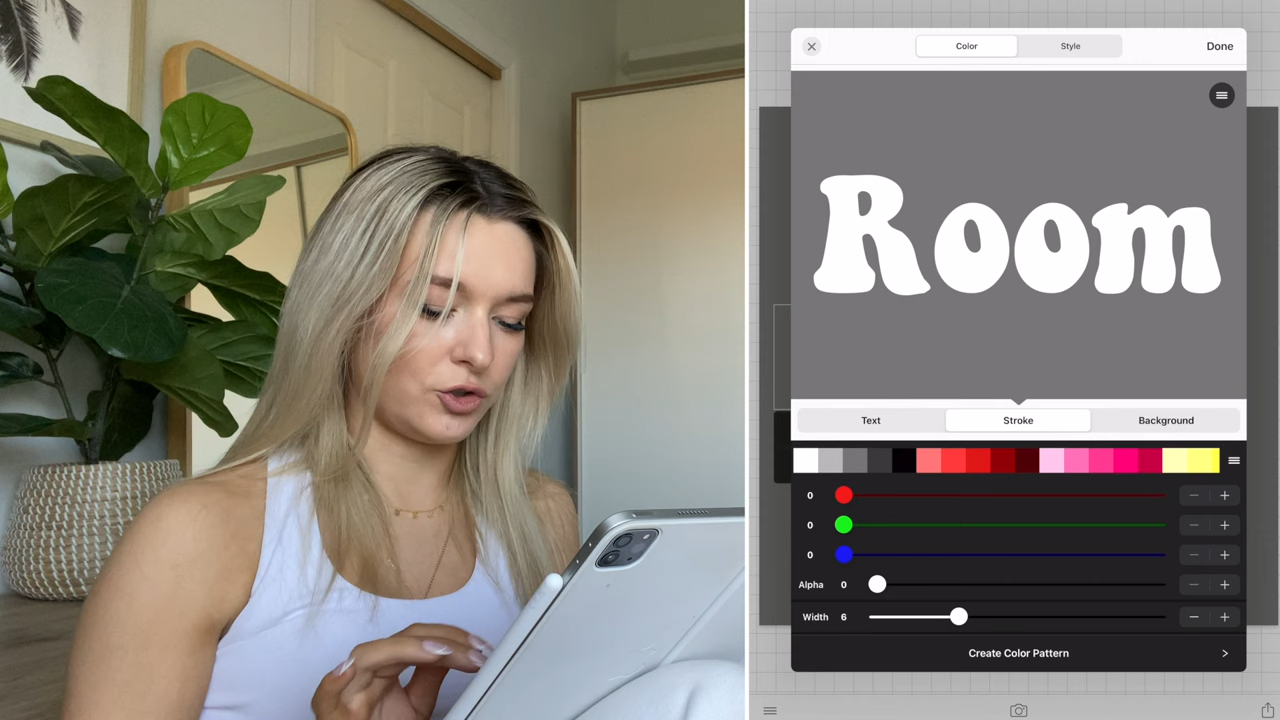 Color Style Done
Room
Text Stroke Background
0
0
0
Alpha 0
Width 6
Create Color Pattern